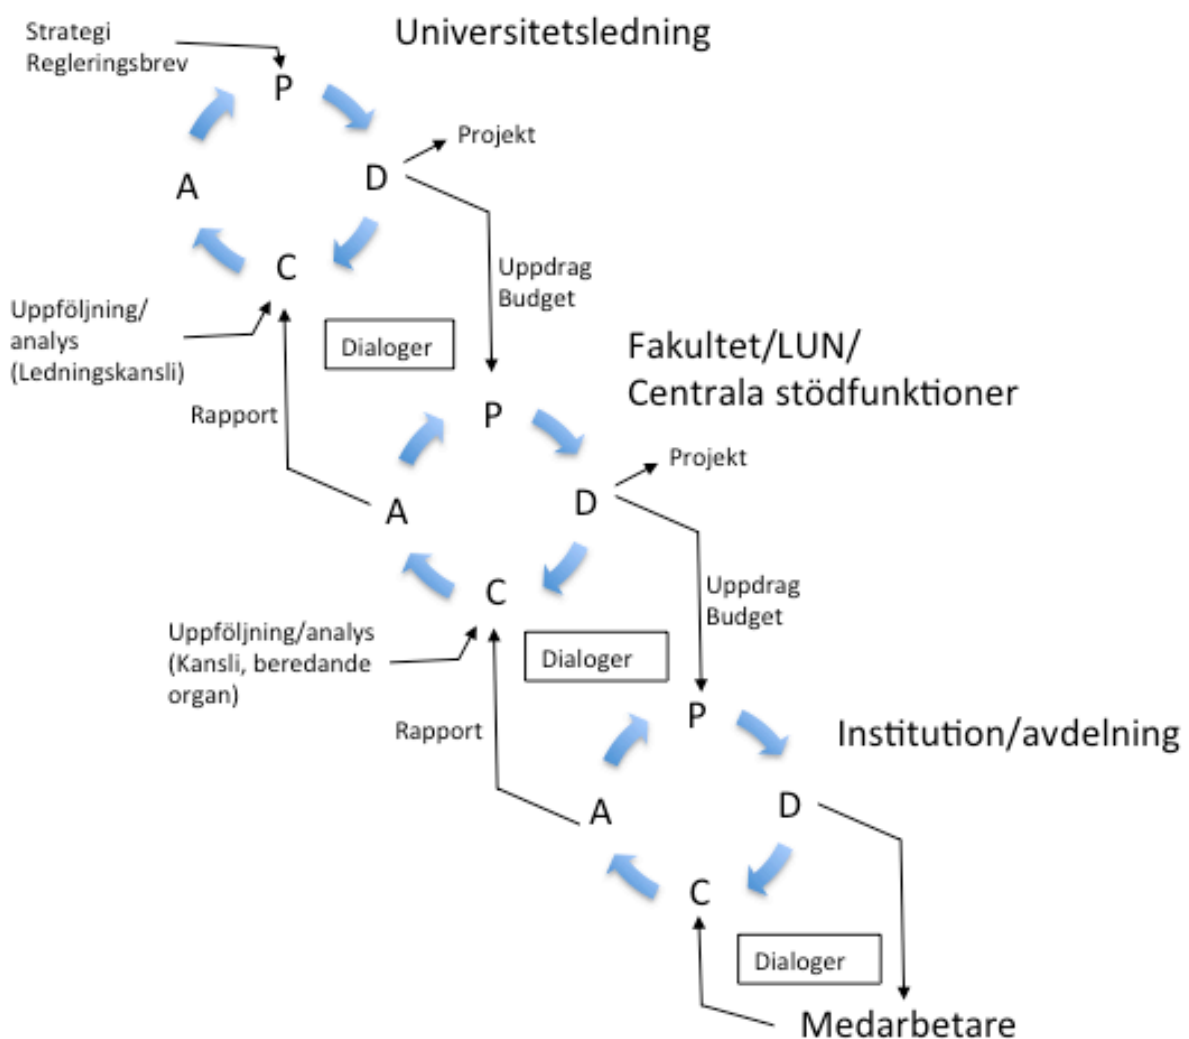 Strategi
Regleringsbrev
Universitetsledning
P
Projekt
A
D
C
Uppdrag
Budget
Uppföljning/
analys
(Ledningskansli)
Dialoger
Rapport
Fakultet/LUN/
Centrala stödfunktioner
P
Projekt
A
D
C
Uppdrag
Budget
Uppföljning/analys
(Kansli, beredande
organ)
Dialoger
Rapport
P
Institution/avdelning
A
D
C
Dialoger
Medarbetare